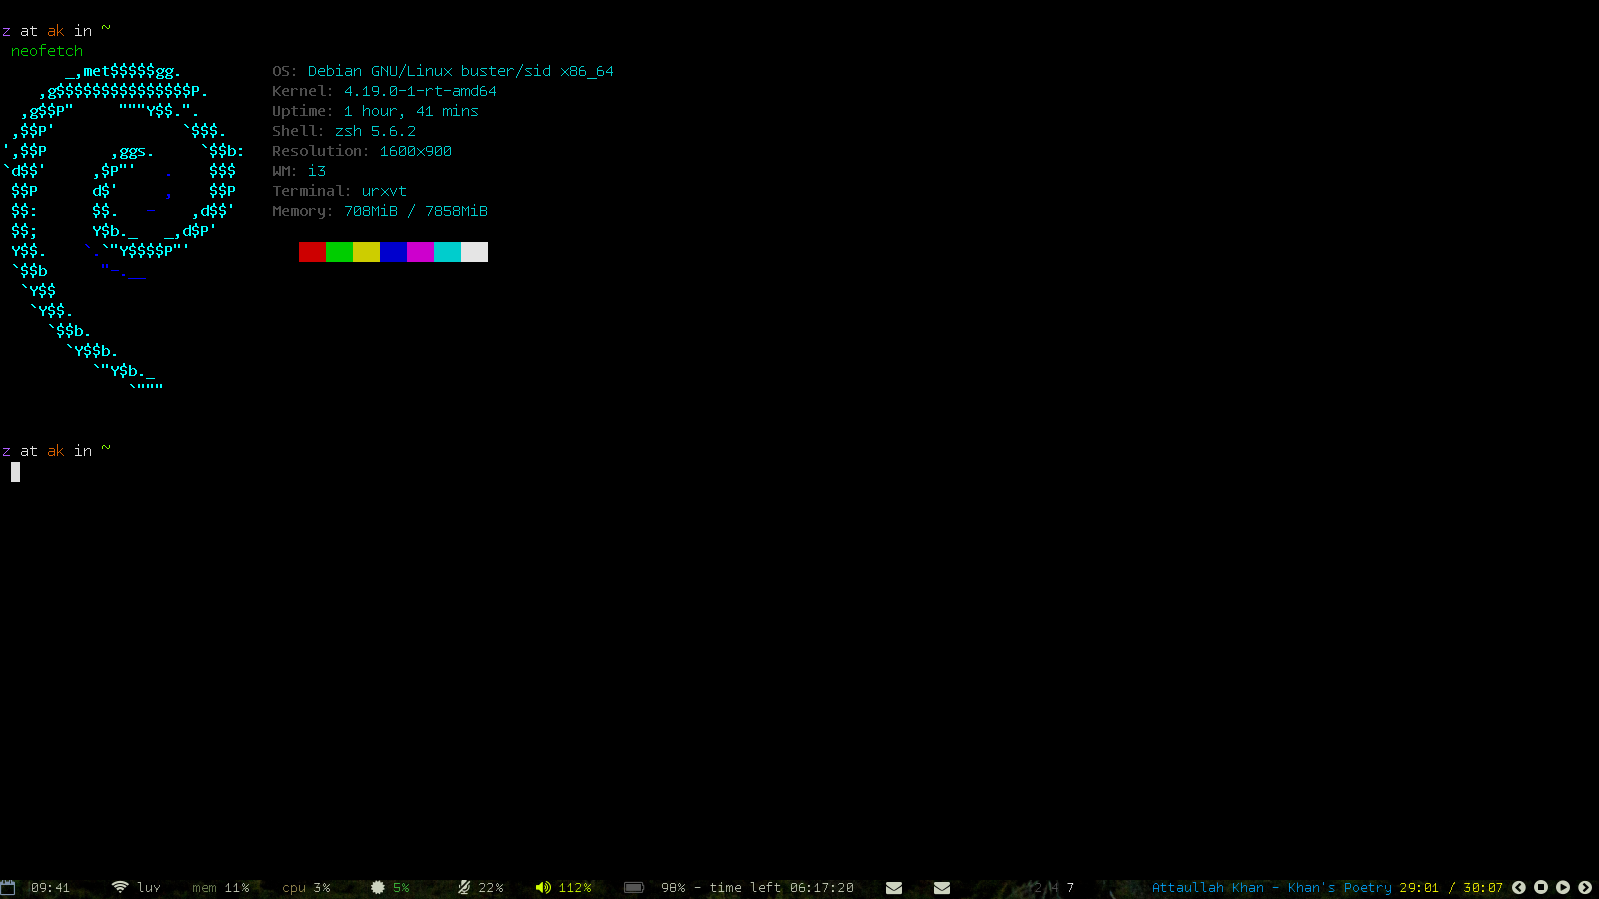 z at ak in ~
neofetch
_,met$$$$$gg.
,g$$$$$$$$$$$$$$$P.
,g$$P"     """Y$$.".
,$$P'              `$$$.
',$$P       ,ggs.     `$$b:
`d$$'     ,$P"'   .    $$$
$$P      d$'     ,    $$P
$$:      $$.   -    ,d$$'
$$;      Y$b._   _,d$P'
Y$$.    `.`"Y$$$$P"'
`$$b      "-.__
`Y$$
`Y$$.
`$$b.
`Y$$b.
`"Y$b._
`"""
OS: Debian GNU/Linux buster/sid x86_64
Kernel: 4.19.0-1-rt-amd64
Uptime: 1 hour, 41 mins
Shell: zsh 5.6.2
Resolution: 1600x900
WM: i3
Terminal: urxvt
Memory: 708MiB / 7858MiB
z at ak in ~
09:41 luv mem 11% cpu 3% 5% 22% 112% 98% - time left 06:17:20 2 4 7 Attaullah Khan - Khan's Poetry 29:01 / 30:07